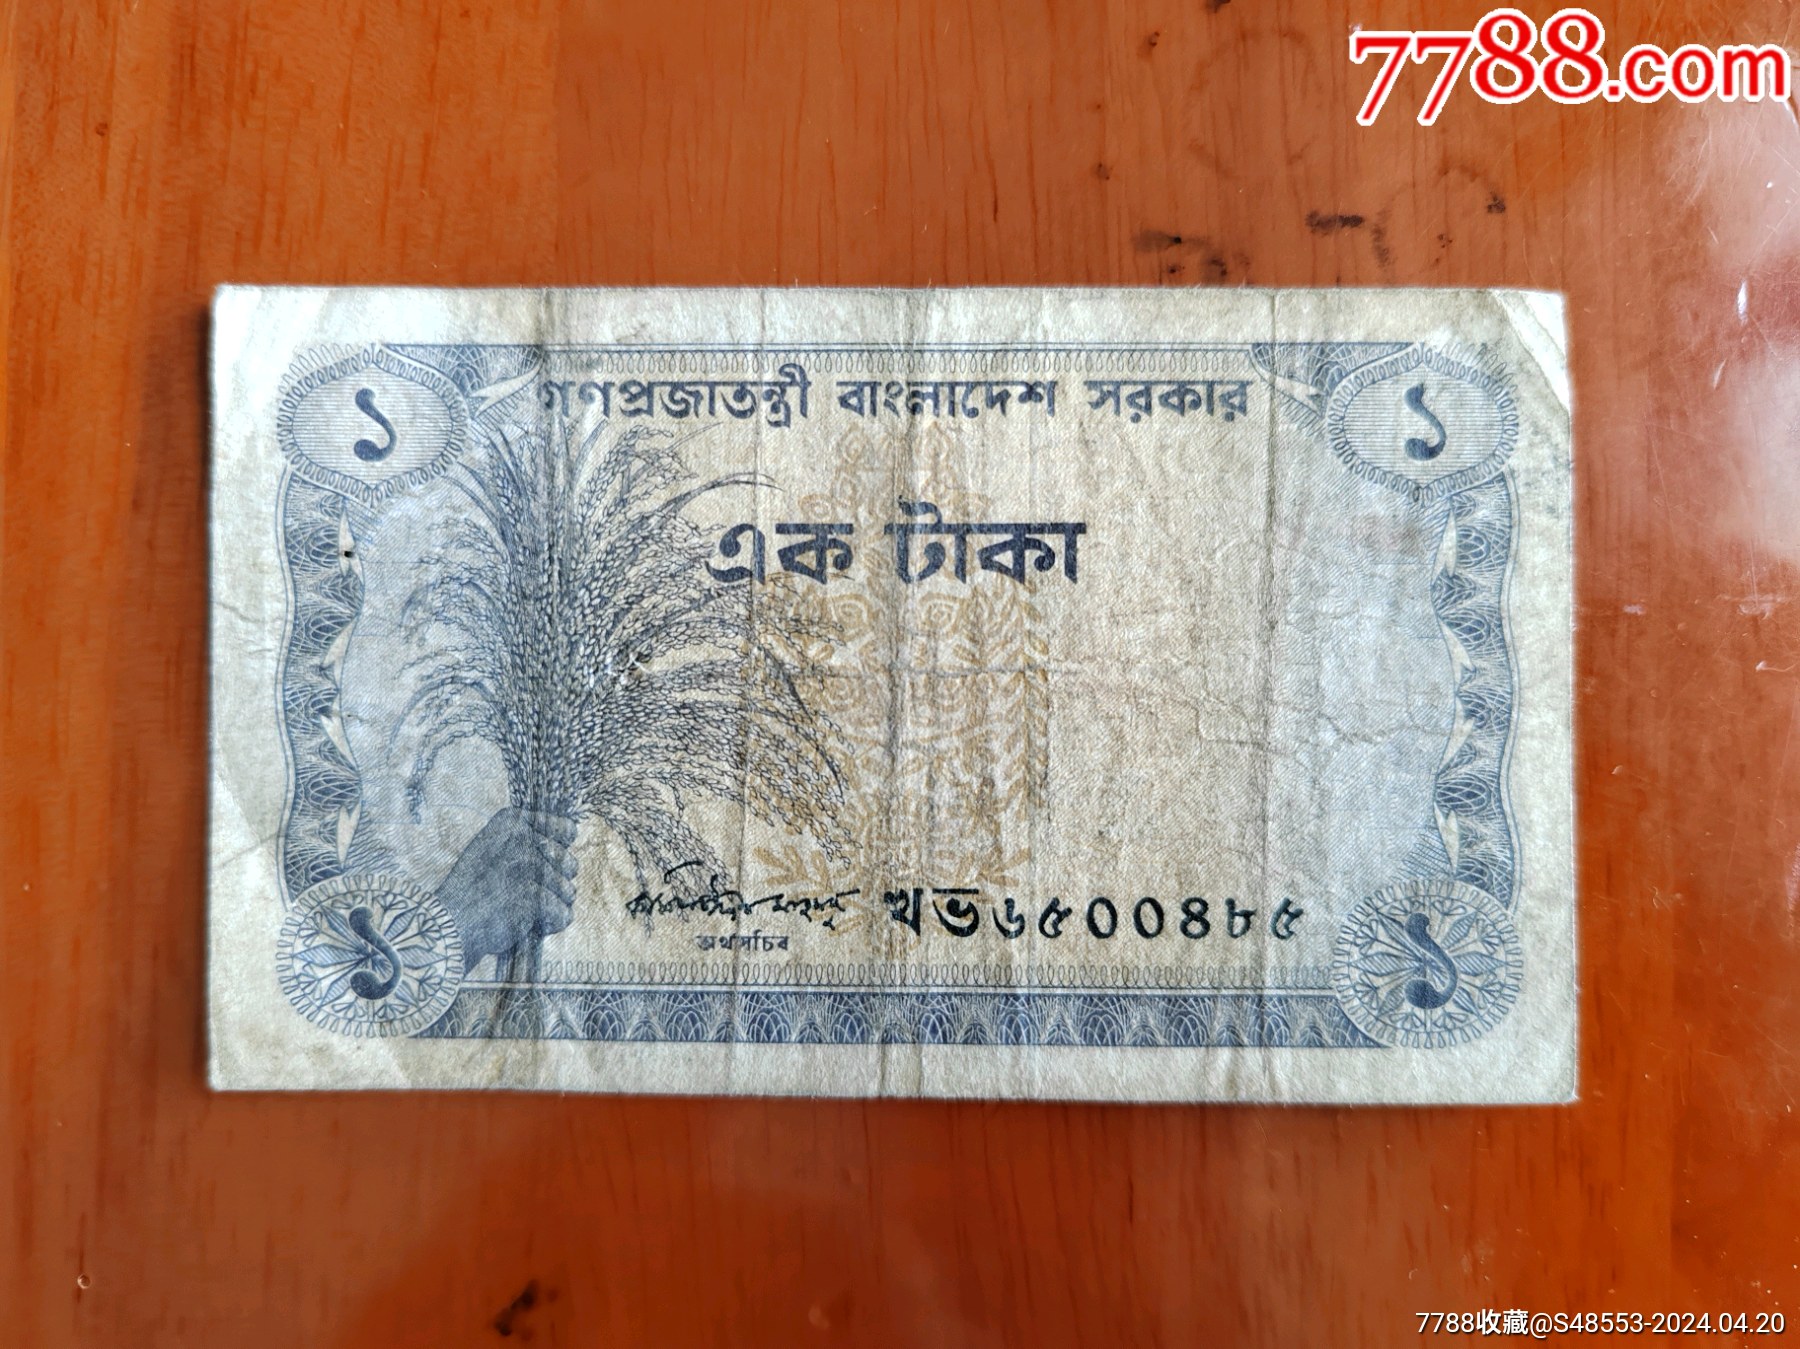 7788.com
গণপ্রজাতন্ত্রী বাংলাদেশ সরকার
১
১
এক টাকা
খভ৬৫০০৪৮৫
অর্থসচিব
১
১
7788收藏@S48553-2024.04.20